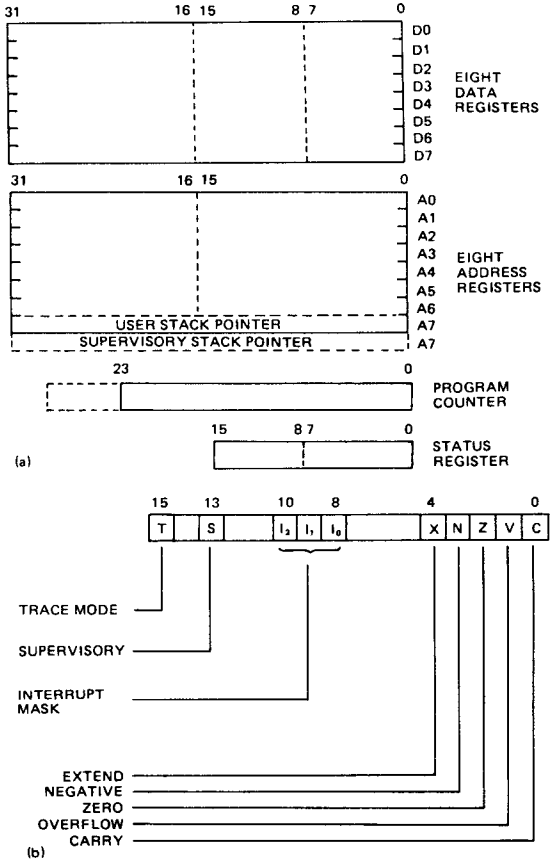 31 16 15 8 7 0
D0
D1
D2
D3
D4
D5
D6
D7
EIGHT
DATA
REGISTERS
31 16 15 0
A0
A1
A2
A3
A4
A5
A6
EIGHT
ADDRESS
REGISTERS
USER STACK POINTER A7
SUPERVISORY STACK POINTER A7
23 0
PROGRAM
COUNTER
15 8 7 0
STATUS
REGISTER
(a)
15 13 10 8 4 0
T S I₂ I₁ I₀ X N Z V C
TRACE MODE
SUPERVISORY
INTERRUPT
MASK
EXTEND
NEGATIVE
ZERO
OVERFLOW
CARRY
(b)